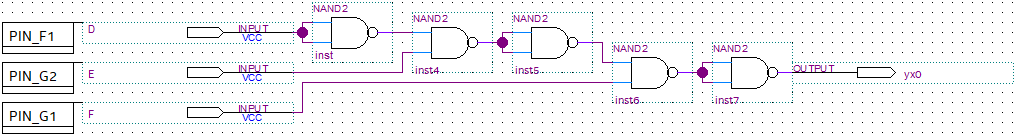 NAND2
PIN_F1 D INPUT VCC
inst
NAND2
inst4
NAND2
inst5
PIN_G2 E INPUT VCC
NAND2
inst6
NAND2
inst7
OUTPUT yx0
PIN_G1 F INPUT VCC